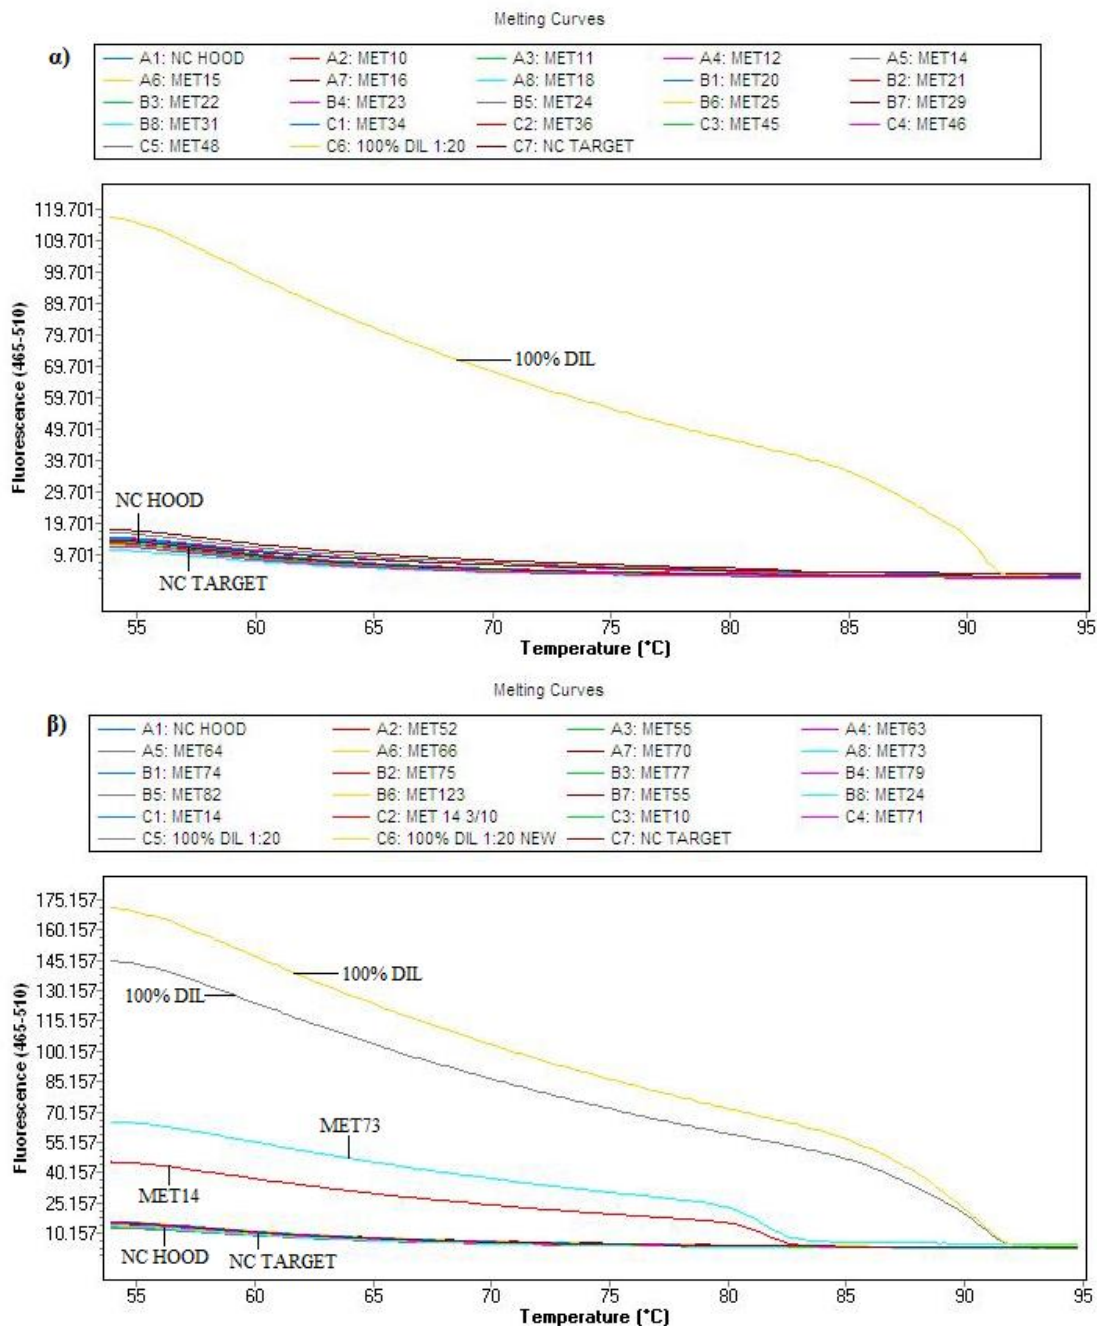 Melting Curves
α)
A1: NC HOOD A2: MET10 A3: MET11 A4: MET12 A5: MET14
A6: MET15 A7: MET16 A8: MET18 B1: MET20 B2: MET21
B3: MET22 B4: MET23 B5: MET24 B6: MET25 B7: MET29
B8: MET31 C1: MET34 C2: MET36 C3: MET45 C4: MET46
C5: MET48 C6: 100% DIL 1:20 C7: NC TARGET
119.701
109.701
99.701
89.701
79.701
69.701
59.701
49.701
39.701
29.701
19.701
9.701
Fluorescence (465-510)
100% DIL
NC HOOD
NC TARGET
55 60 65 70 75 80 85 90 95
Temperature (°C)
Melting Curves
β)
A1: NC HOOD A2: MET52 A3: MET55 A4: MET63
A5: MET64 A6: MET66 A7: MET70 A8: MET73
B1: MET74 B2: MET75 B3: MET77 B4: MET79
B5: MET82 B6: MET123 B7: MET55 B8: MET24
C1: MET14 C2: MET 14 3/10 C3: MET10 C4: MET71
C5: 100% DIL 1:20 C6: 100% DIL 1:20 NEW C7: NC TARGET
175.157
160.157
145.157
130.157
115.157
100.157
85.157
70.157
55.157
40.157
25.157
10.157
Fluorescence (465-510)
100% DIL
100% DIL
MET73
MET14
NC HOOD
NC TARGET
55 60 65 70 75 80 85 90 95
Temperature (°C)